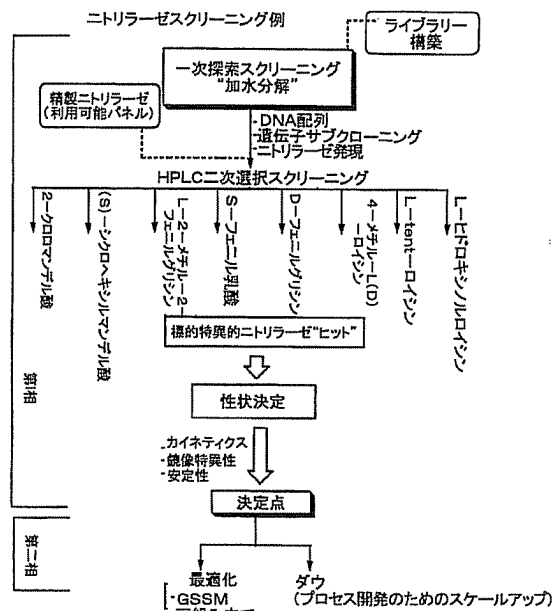 ニトリラーゼスクリーニング例
ライブラリー
構築
一次探索スクリーニング
“加水分解”
精製ニトリラーゼ
(利用可能パネル)
-DNA配列
-遺伝子サブクローニング
-ニトリラーゼ発現
HPLC二次選択スクリーニング
2-クロロマンデル酸
(S)-シクロヘキシルマンデル酸
L-2-メチル-2-
フェニルグリシン
S-フェニル乳酸
D-フェニルグリシン
4-メチル-L(D)
-ロイシン
L-tent-ロイシン
L-ヒドロキシノルロイシン
標的特異的ニトリラーゼ“ヒット”
第I相
性状決定
-カイネティクス
-鏡像特異性
-安定性
決定点
第二相
最適化
-GSSM
ダウ
(プロセス開発のためのスケールアップ)